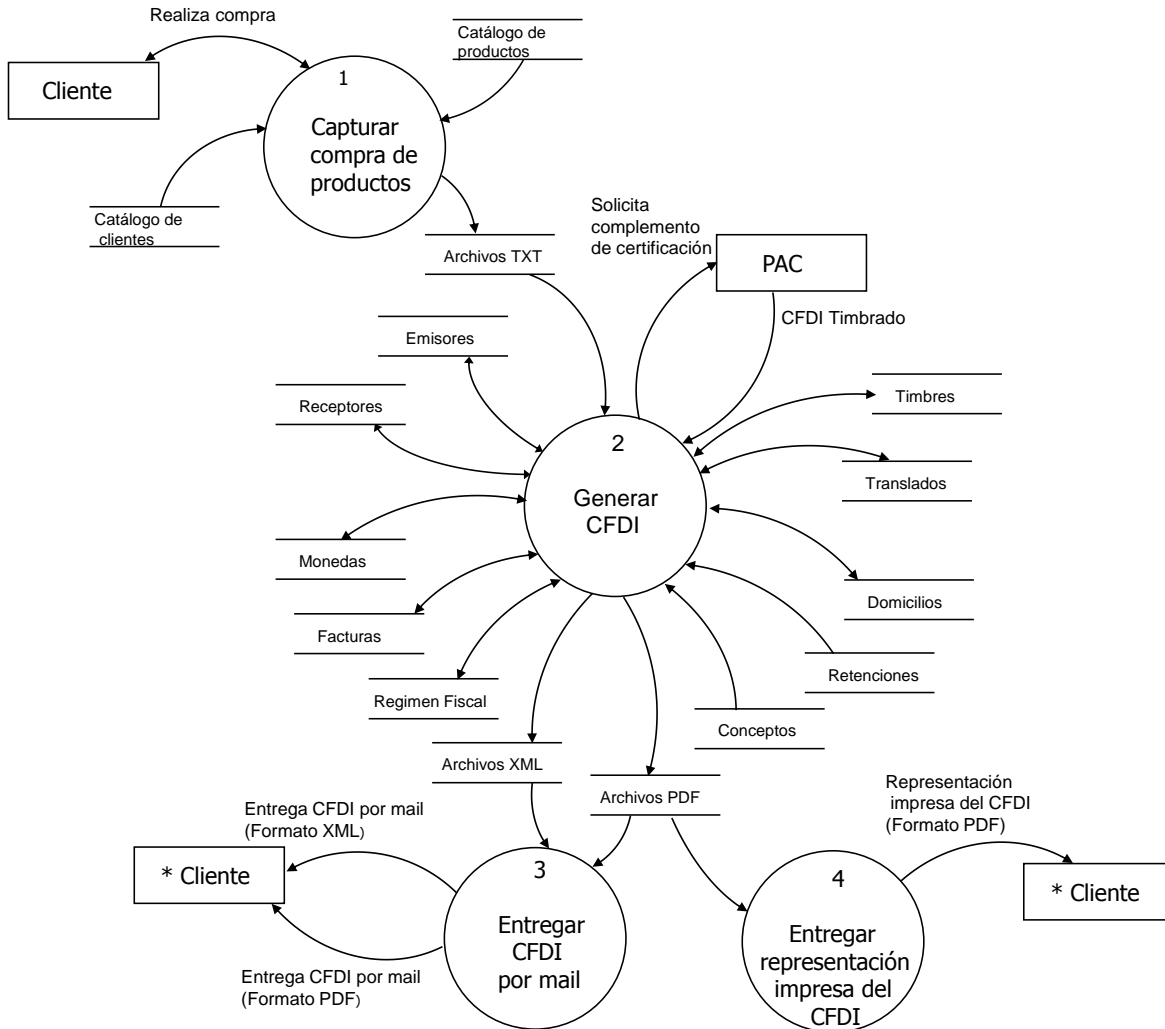 Realiza compra
Cliente
Catálogo de
productos
1
Capturar
compra de
productos
Catálogo de
clientes
Archivos TXT
Solicita
complemento
de certificación
PAC
CFDI Timbrado
Emisores
Receptores
Timbres
Translados
2
Generar
CFDI
Monedas
Domicilios
Facturas
Retenciones
Regimen Fiscal
Conceptos
Archivos XML
Archivos PDF
Entrega CFDI por mail
(Formato XML)
* Cliente
Entrega CFDI por mail
(Formato PDF)
3
Entregar
CFDI
por mail
4
Entregar
representación
impresa del
CFDI
Representación
impresa del CFDI
(Formato PDF)
* Cliente